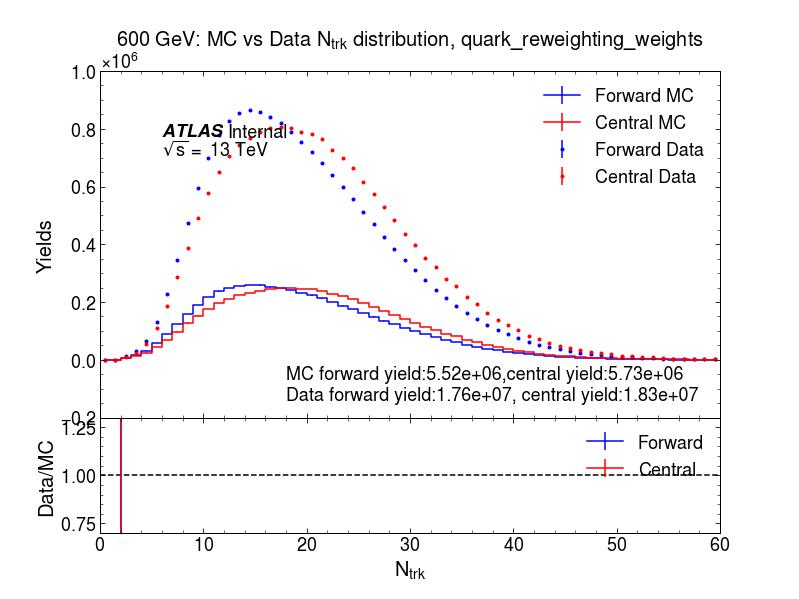 600 GeV: MC vs Data Ntrk distribution, quark_reweighting_weights
×10⁶
1.0
0.8
0.6
0.4
0.2
0.0
0.2
Yields
ATLAS Internal
√s = 13 TeV
Forward MC
Central MC
Forward Data
Central Data
MC forward yield:5.52e+06,central yield:5.73e+06
Data forward yield:1.76e+07, central yield:1.83e+07
1.25
1.00
0.75
Data/MC
Forward
Central
0 10 20 30 40 50 60
Ntrk